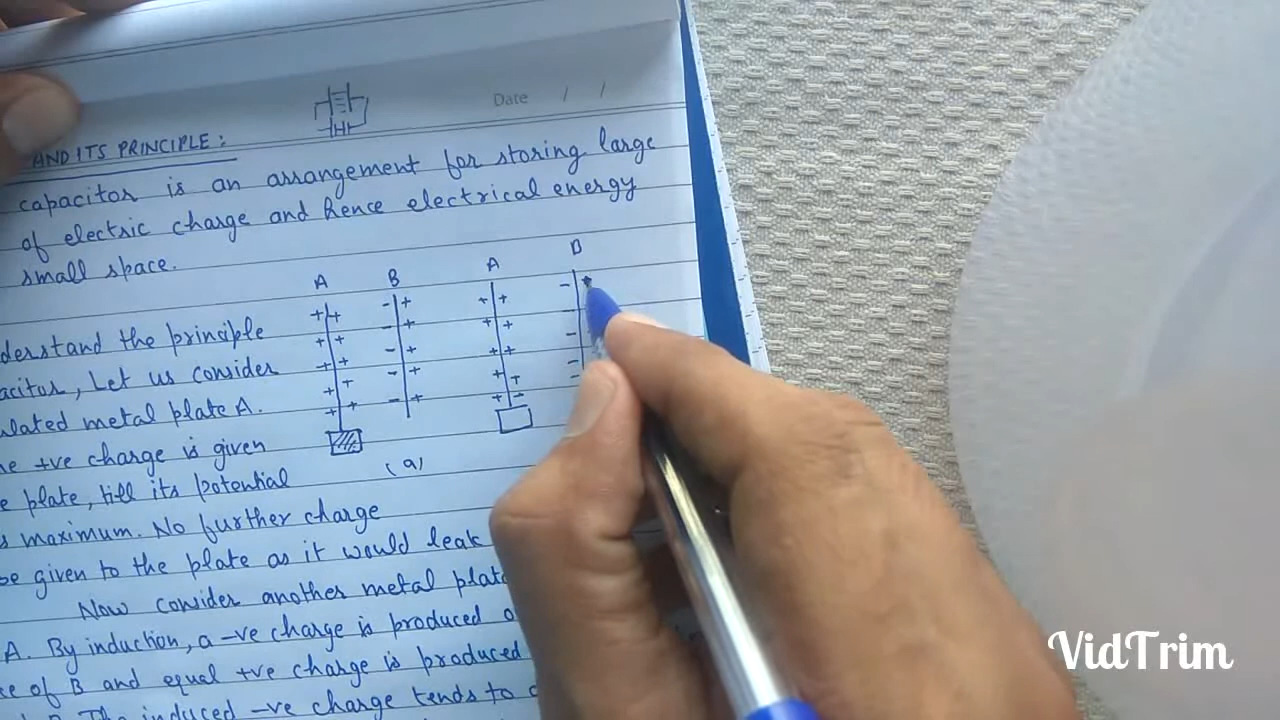 Date / /
AND ITS PRINCIPLE:
capacitor is an arrangement for storing large
of electric charge and hence electrical energy
small space.
A B A B
derstand the principle
acitor, Let us consider
ulated metal plate A.
+ve charge is given
plate, till its potential
(a)
s maximum. No further charge
be given to the plate as it would leak
Now consider another metal plate
A. By induction, a -ve charge is produced
of B and equal +ve charge is produced
The induced -ve charge tends to
VidTrim